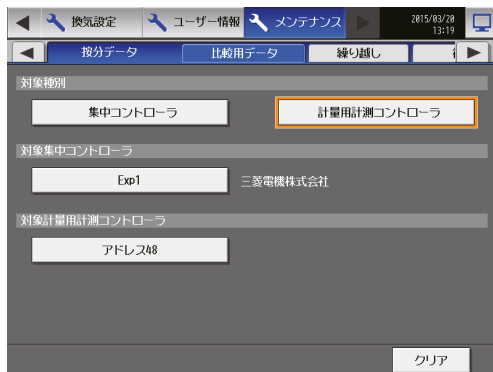 換気設定 ユーザー情報 メンテナンス 2015/03/20
13:19
按分データ 比較用データ 繰り越し
対象種別
集中コントローラ 計量用計測コントローラ
対象集中コントローラ
Exp1 三菱電機株式会社
対象計量用計測コントローラ
アドレス48
クリア